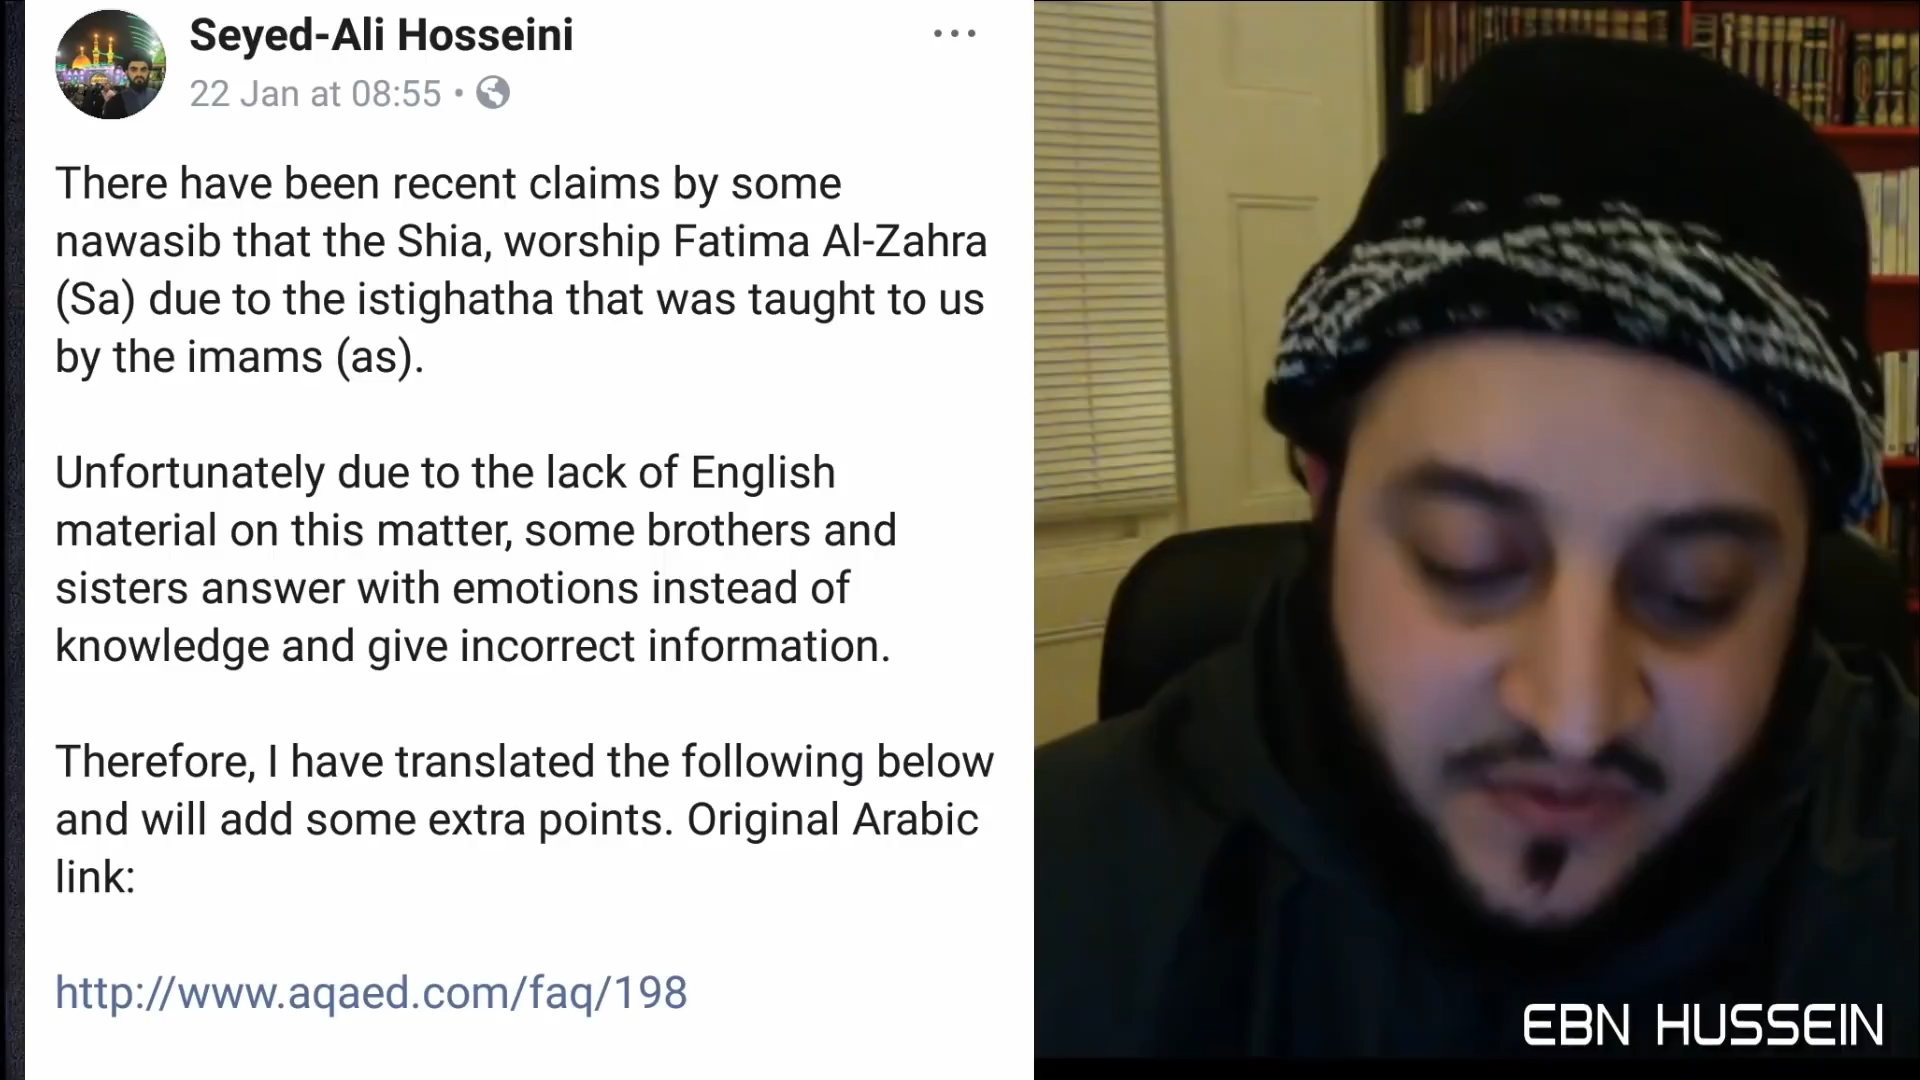 Seyed-Ali Hosseini
22 Jan at 08:55 •
There have been recent claims by some
nawasib that the Shia, worship Fatima Al-Zahra
(Sa) due to the istighatha that was taught to us
by the imams (as).
Unfortunately due to the lack of English
material on this matter, some brothers and
sisters answer with emotions instead of
knowledge and give incorrect information.
Therefore, I have translated the following below
and will add some extra points. Original Arabic
link:
http://www.aqaed.com/faq/198
EBN HUSSEIN